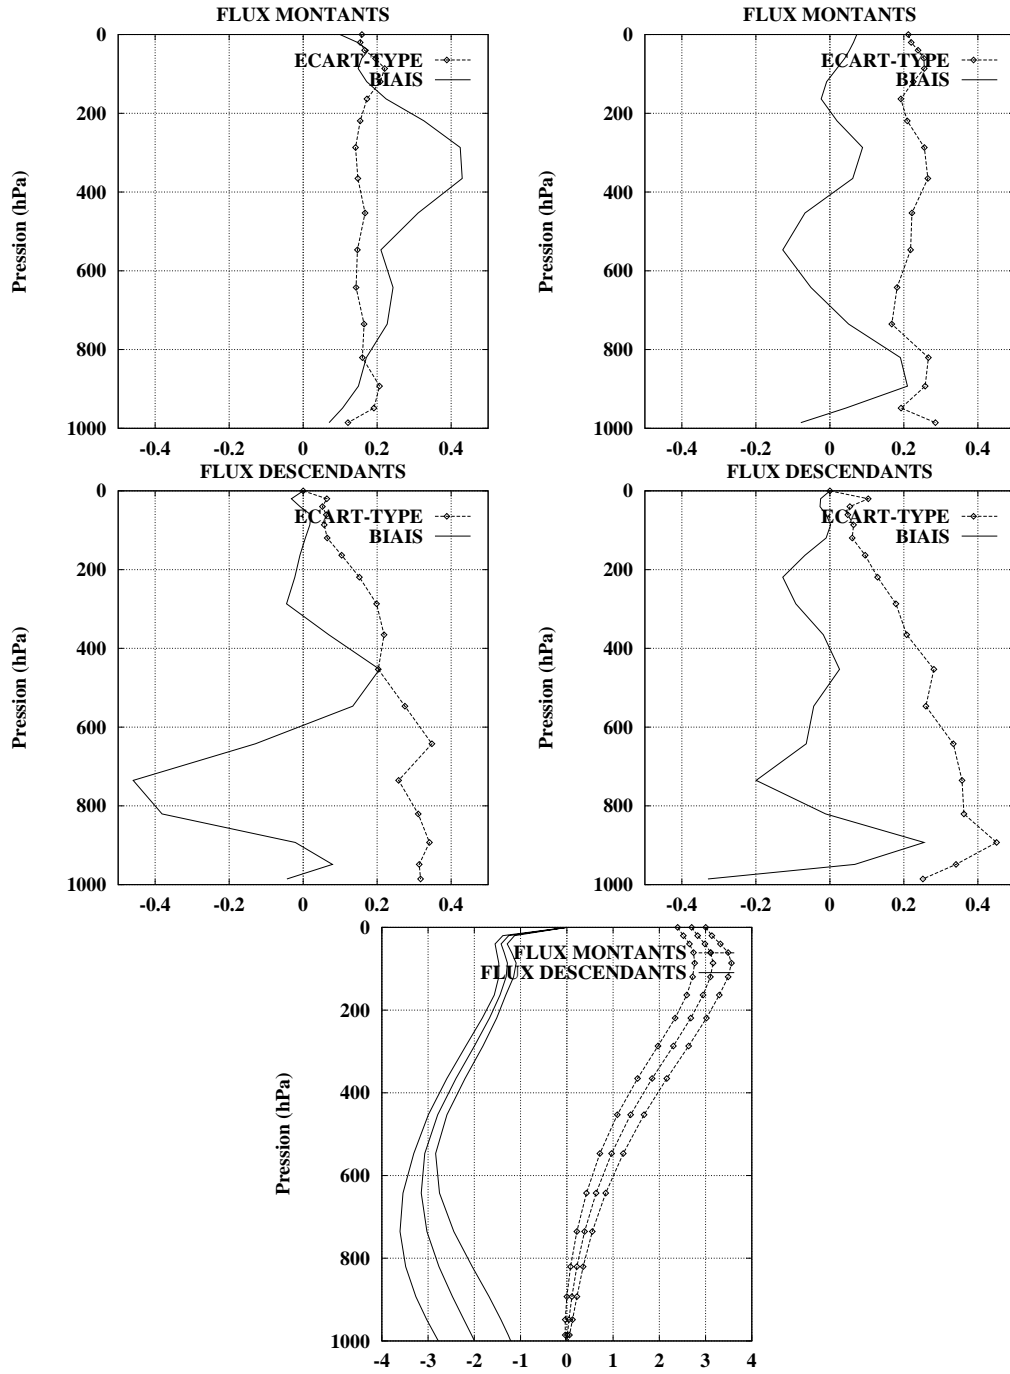 FLUX MONTANTS
0
200
400
600
800
1000
Pression (hPa)
ECART-TYPE
BIAIS
-0.4 -0.2 0 0.2 0.4
FLUX MONTANTS
0
200
400
600
800
1000
Pression (hPa)
ECART-TYPE
BIAIS
-0.4 -0.2 0 0.2 0.4
FLUX DESCENDANTS
0
200
400
600
800
1000
Pression (hPa)
ECART-TYPE
BIAIS
-0.4 -0.2 0 0.2 0.4
FLUX DESCENDANTS
0
200
400
600
800
1000
Pression (hPa)
ECART-TYPE
BIAIS
-0.4 -0.2 0 0.2 0.4
0
200
400
600
800
1000
Pression (hPa)
FLUX MONTANTS
FLUX DESCENDANTS
-4 -3 -2 -1 0 1 2 3 4